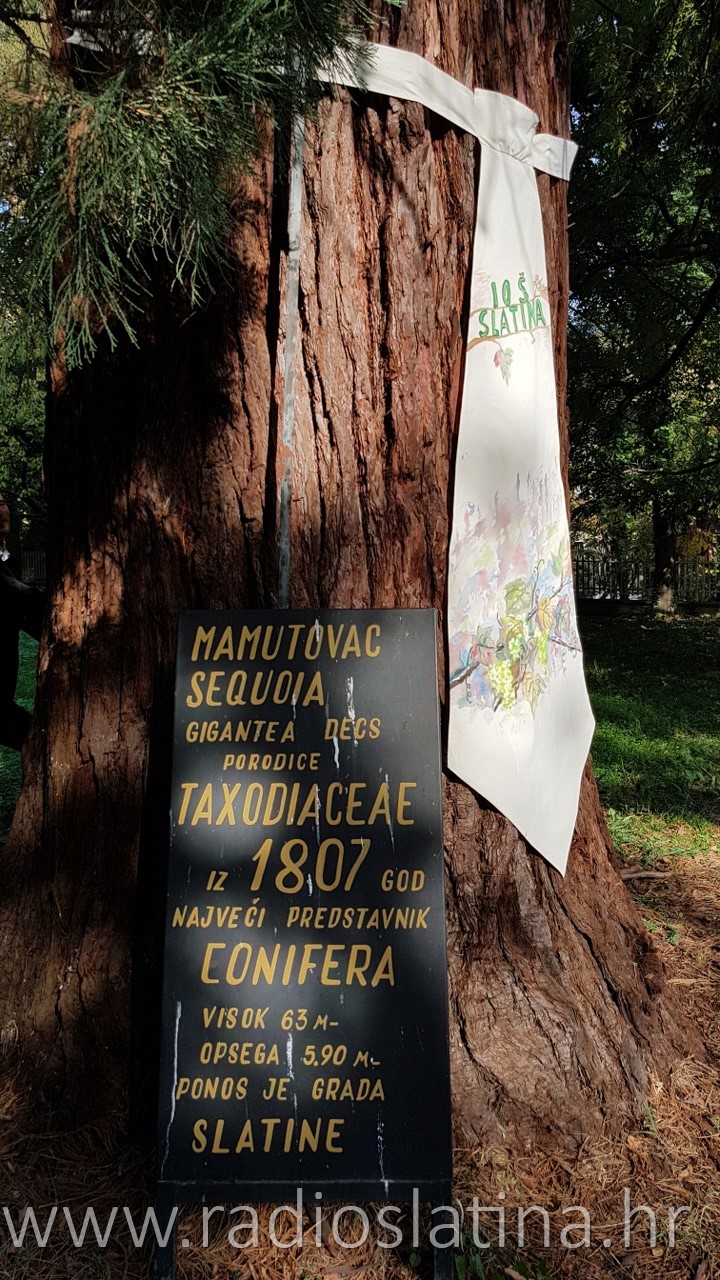 I O Š
SLATINA
MAMUTOVAC
SEQUOIA
GIGANTEA DECS
PORODICE
TAXODIACEAE
IZ 1807 GOD
NAJVEĆI PREDSTAVNIK
CONIFERA
VISOK 63 M-
OPSEGA 5.90 M-
PONOS JE GRADA
SLATINE
www.radioslatina.hr